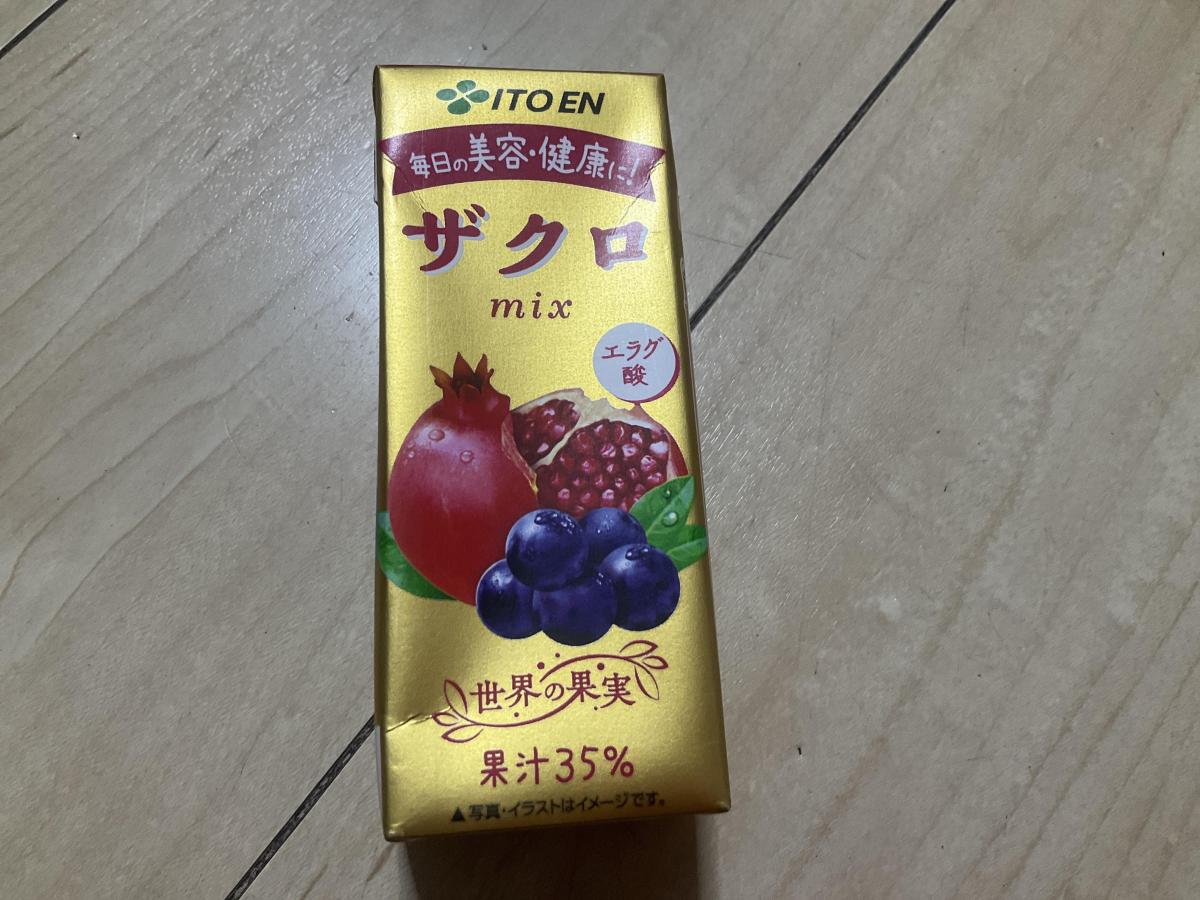 ITO EN
毎日の美容・健康に!
ザクロ
mix
エラグ
酸
世界の果実
果汁35%
▲写真・イラストはイメージです。